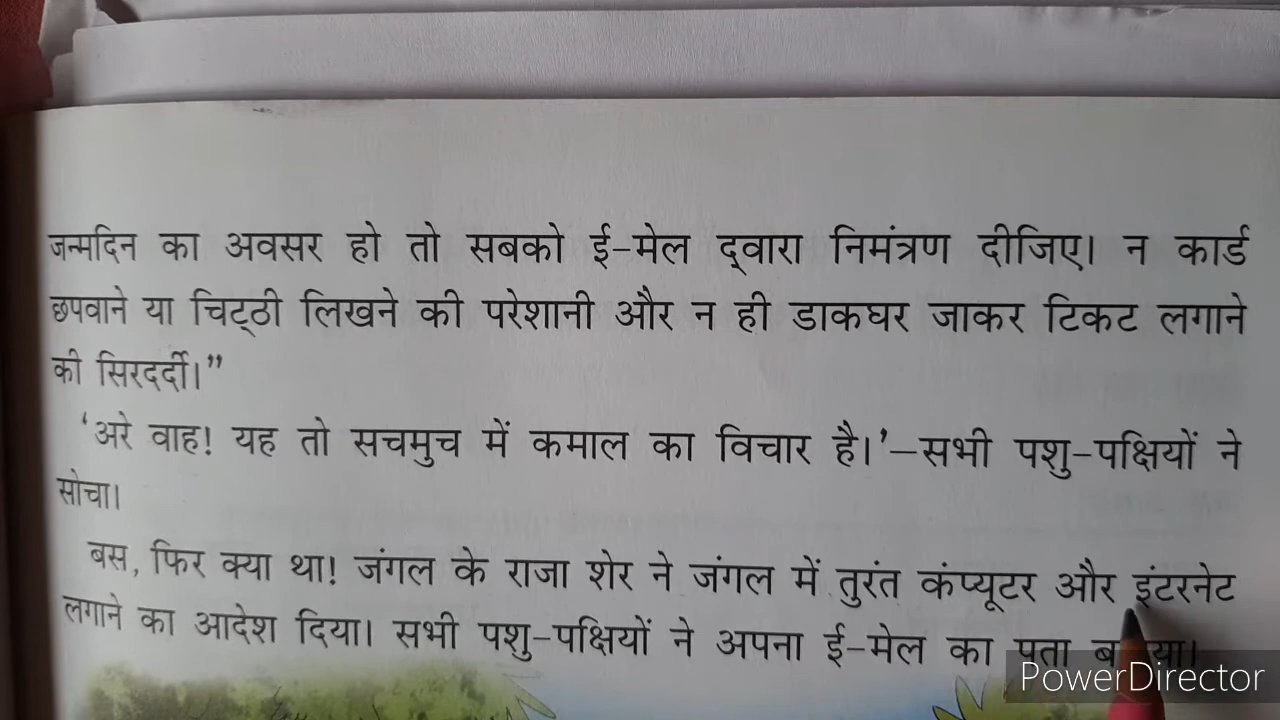 जन्मदिन का अवसर हो तो सबको ई-मेल द्‌वारा निमंत्रण दीजिए। न कार्ड
छपवाने या चिट्‌ठी लिखने की परेशानी और न ही डाकघर जाकर टिकट लगाने
की सिरदर्दी।”
‘अरे वाह! यह तो सचमुच में कमाल का विचार है।’—सभी पशु-पक्षियों ने
सोचा।
बस, फिर क्या था! जंगल के राजा शेर ने जंगल में तुरंत कंप्यूटर और इंटरनेट
लगाने का आदेश दिया। सभी पशु-पक्षियों ने अपना ई-मेल का पता
PowerDirector